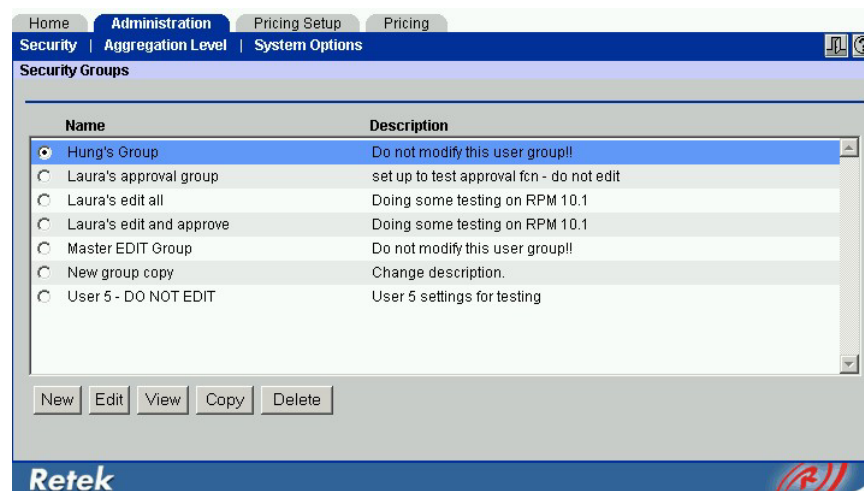 Home Administration Pricing Setup Pricing
Security | Aggregation Level | System Options
Security Groups
Name Description
Hung's Group Do not modify this user group!!
Laura's approval group set up to test approval fcn - do not edit
Laura's edit all Doing some testing on RPM 10.1
Laura's edit and approve Doing some testing on RPM 10.1
Master EDIT Group Do not modify this user group!!
New group copy Change description.
User 5 - DO NOT EDIT User 5 settings for testing
New Edit View Copy Delete
Retek (R)